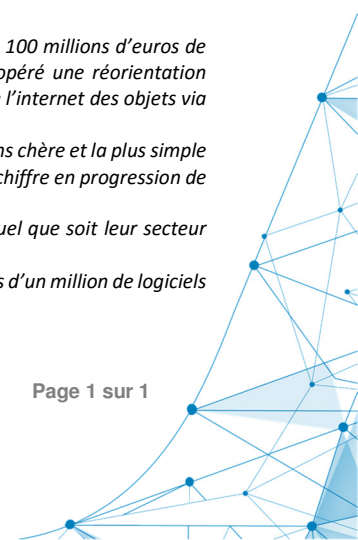 100 millions d’euros de
opéré une réorientation
l’internet des objets via
ns chère et la plus simple
chiffre en progression de
uel que soit leur secteur
s d’un million de logiciels
Page 1 sur 1